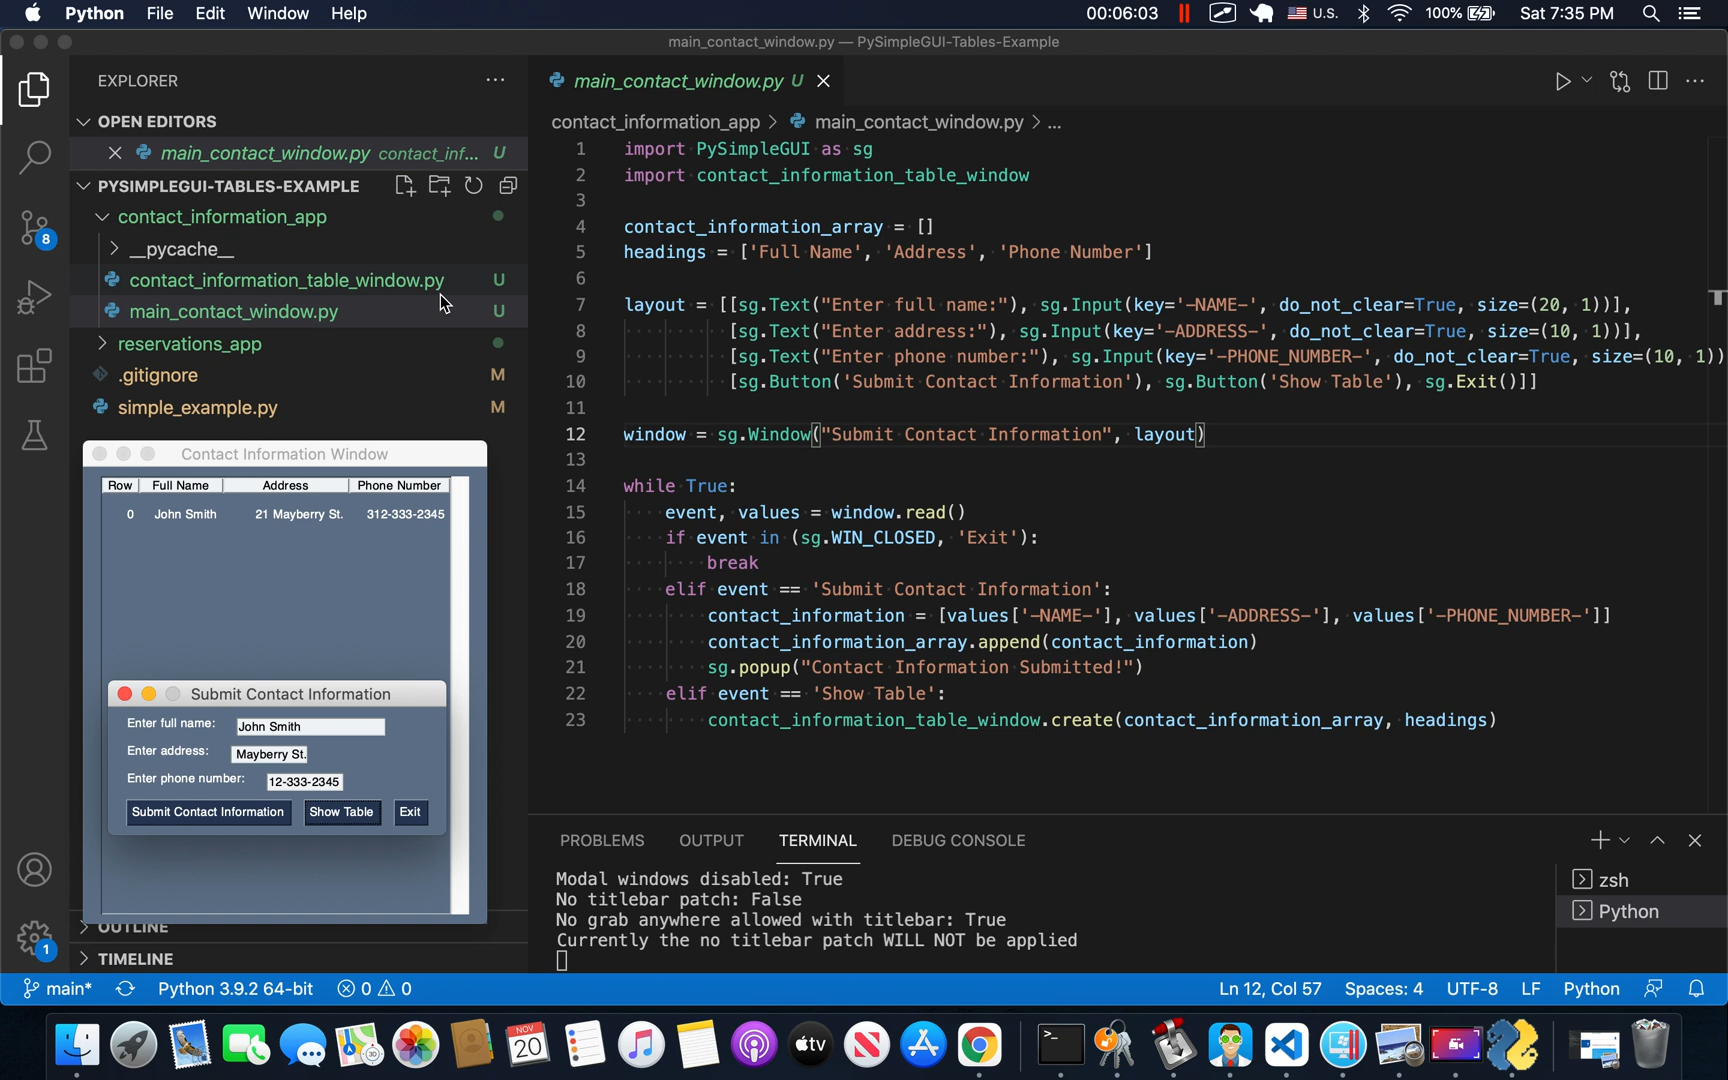 Python File Edit Window Help 00:06:03 U.S. 100% Sat 7:35 PM
main_contact_window.py — PySimpleGUI-Tables-Example
EXPLORER
OPEN EDITORS
main_contact_window.py contact_inf... U
PYSIMPLEGUI-TABLES-EXAMPLE
contact_information_app
__pycache__
contact_information_table_window.py U
main_contact_window.py U
reservations_app
.gitignore M
simple_example.py M
8
1
Contact Information Window
Row Full Name Address Phone Number
0 John Smith 21 Mayberry St. 312-333-2345
Submit Contact Information
Enter full name: John Smith
Enter address: Mayberry St.
Enter phone number: 12-333-2345
Submit Contact Information Show Table Exit
OUTLINE
TIMELINE
main_contact_window.py U
contact_information_app > main_contact_window.py > ...
1 import PySimpleGUI as sg
2 import contact_information_table_window
3
4 contact_information_array = []
5 headings = ['Full Name', 'Address', 'Phone Number']
6
7 layout = [[sg.Text("Enter full name:"), sg.Input(key='-NAME-', do_not_clear=True, size=(20, 1))],
8 [sg.Text("Enter address:"), sg.Input(key='-ADDRESS-', do_not_clear=True, size=(10, 1))],
9 [sg.Text("Enter phone number:"), sg.Input(key='-PHONE_NUMBER-', do_not_clear=True, size=(10, 1))
10 [sg.Button('Submit Contact Information'), sg.Button('Show Table'), sg.Exit()]]
11
12 window = sg.Window("Submit Contact Information", layout)
13
14 while True:
15 event, values = window.read()
16 if event in (sg.WIN_CLOSED, 'Exit'):
17 break
18 elif event == 'Submit Contact Information':
19 contact_information = [values['-NAME-'], values['-ADDRESS-'], values['-PHONE_NUMBER-']]
20 contact_information_array.append(contact_information)
21 sg.popup("Contact Information Submitted!")
22 elif event == 'Show Table':
23 contact_information_table_window.create(contact_information_array, headings)
PROBLEMS OUTPUT TERMINAL DEBUG CONSOLE
Modal windows disabled: True
No titlebar patch: False
No grab anywhere allowed with titlebar: True
Currently the no titlebar patch WILL NOT be applied
zsh
Python
main* Python 3.9.2 64-bit 0 0 Ln 12, Col 57 Spaces: 4 UTF-8 LF Python
NOV
20
tv